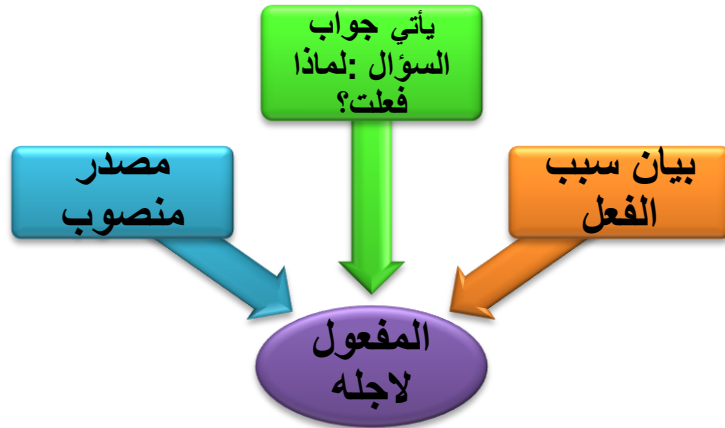 يأتي جواب
السؤال :لماذا
فعلت؟
بيان سبب
الفعل
مصدر
منصوب
المفعول
لاجله